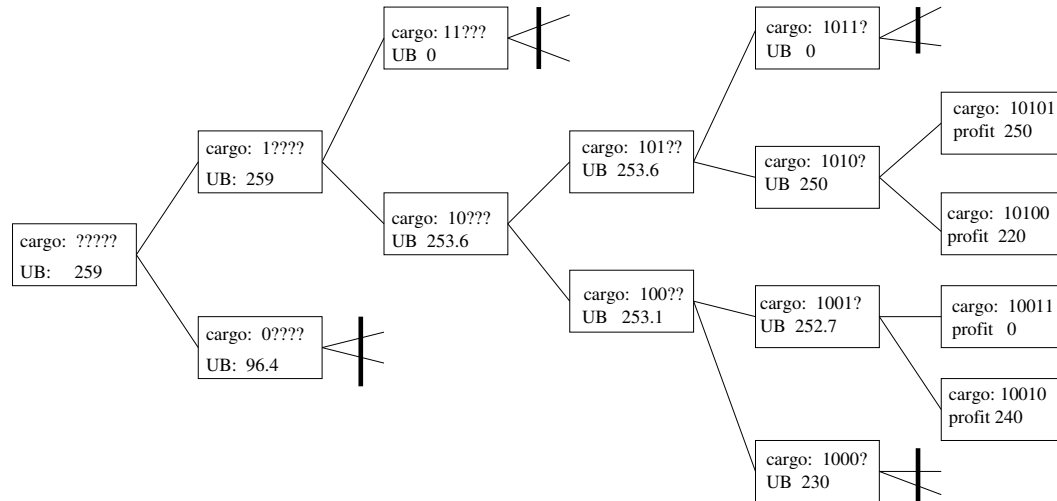 cargo: ?????
UB: 259
cargo: 1????
UB: 259
cargo: 0????
UB: 96.4
cargo: 11???
UB 0
cargo: 10???
UB 253.6
cargo: 101??
UB 253.6
cargo: 100??
UB 253.1
cargo: 1011?
UB 0
cargo: 1010?
UB 250
cargo: 1001?
UB 252.7
cargo: 1000?
UB 230
cargo: 10101
profit 250
cargo: 10100
profit 220
cargo: 10011
profit 0
cargo: 10010
profit 240